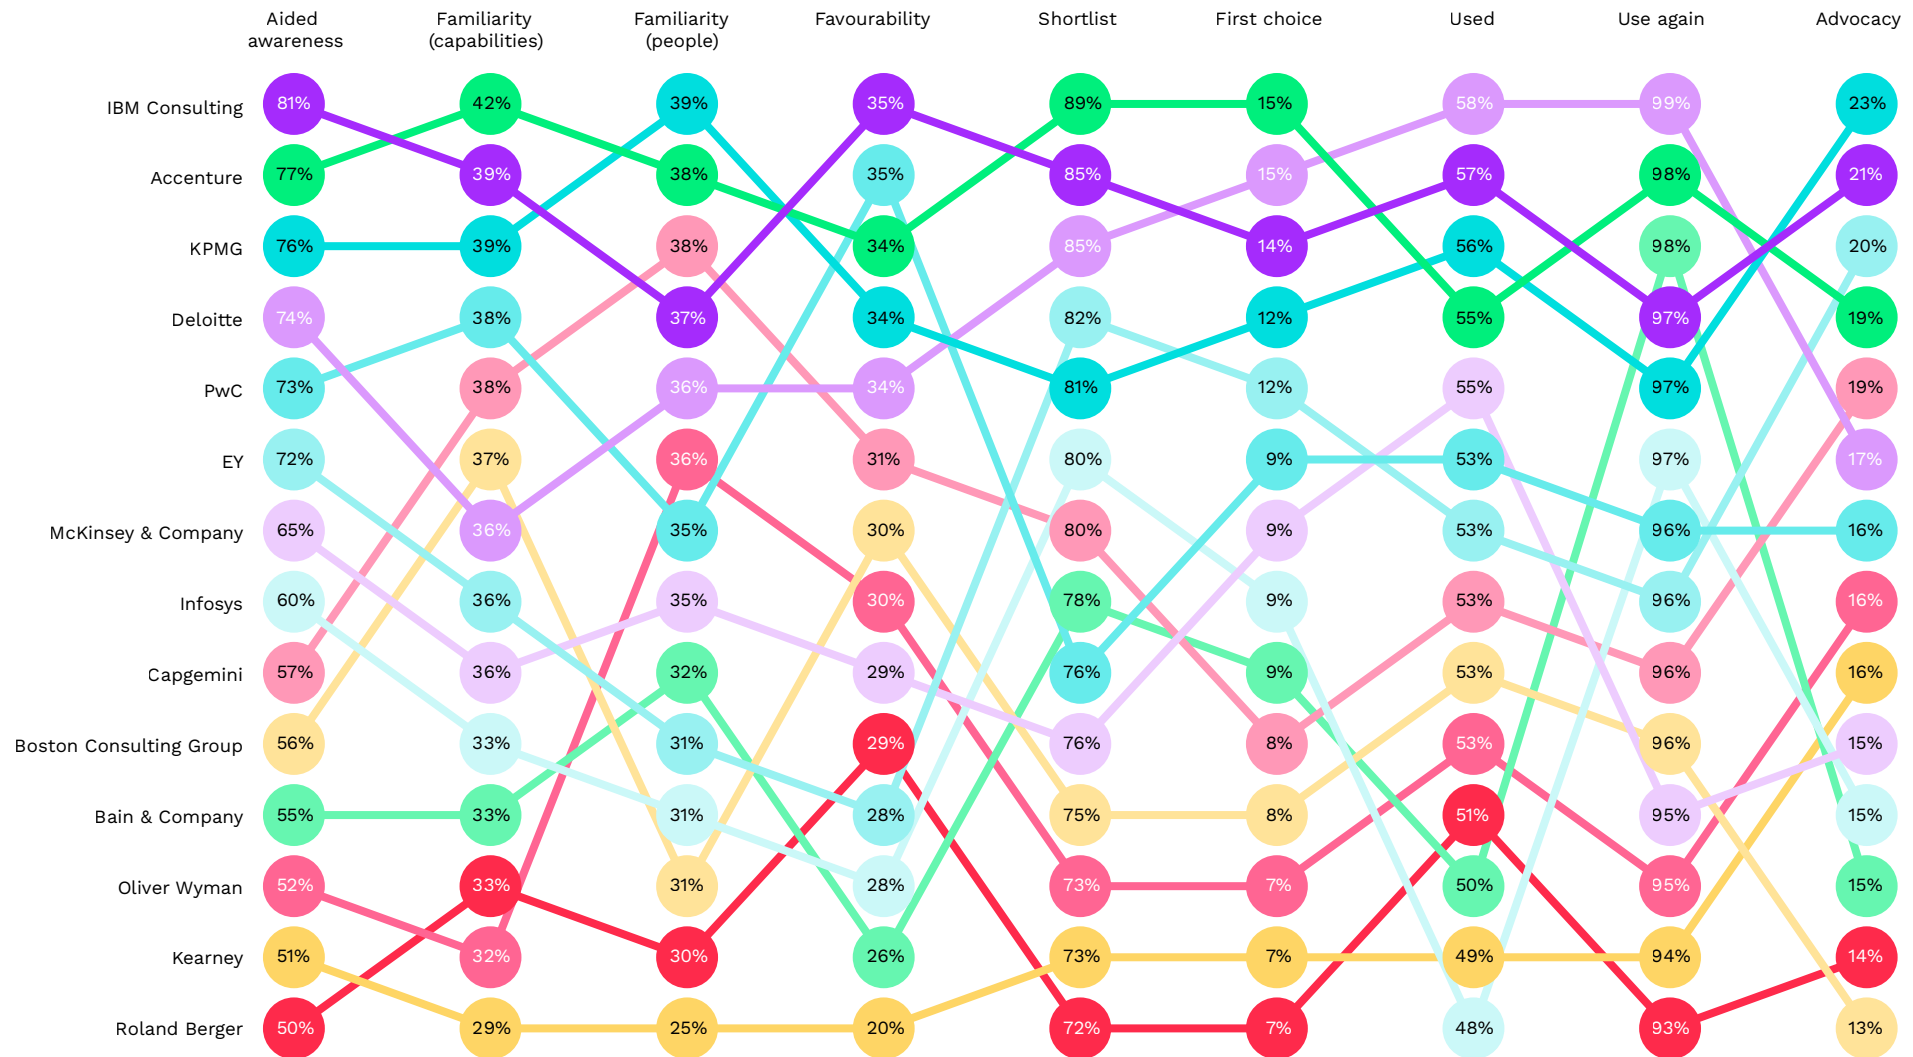 Aided
awareness
Familiarity
(capabilities)
Familiarity
(people)
Favourability
Shortlist
First choice
Used
Use again
Advocacy
IBM Consulting 81% 42% 39% 35% 89% 15% 58% 99% 23%
Accenture 77% 39% 38% 35% 85% 15% 57% 98% 21%
KPMG 76% 39% 38% 34% 85% 14% 56% 98% 20%
Deloitte 74% 38% 37% 34% 82% 12% 55% 97% 19%
PwC 73% 38% 36% 34% 81% 12% 55% 97% 19%
EY 72% 37% 36% 31% 80% 9% 53% 97% 17%
McKinsey & Company 65% 36% 35% 30% 80% 9% 53% 96% 16%
Infosys 60% 36% 35% 30% 78% 9% 53% 96% 16%
Capgemini 57% 36% 32% 29% 76% 9% 53% 96% 16%
Boston Consulting Group 56% 33% 31% 29% 76% 8% 53% 96% 15%
Bain & Company 55% 33% 31% 28% 75% 8% 51% 95% 15%
Oliver Wyman 52% 33% 31% 28% 73% 7% 50% 95% 15%
Kearney 51% 32% 30% 26% 73% 7% 49% 94% 14%
Roland Berger 50% 29% 25% 20% 72% 7% 48% 93% 13%